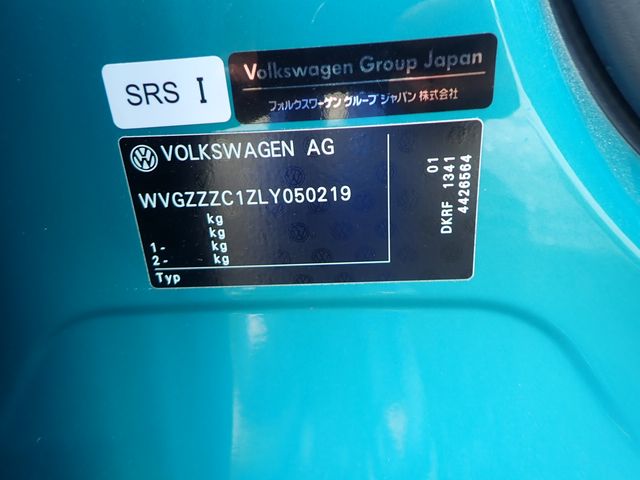 SRS I
Volkswagen Group Japan
フォルクスワーゲン グループ ジャパン 株式会社
VOLKSWAGEN AG
WVGZZZC1ZLY050219
kg
kg
1- kg
2- kg
Typ
01
DKRF 1341
4426564